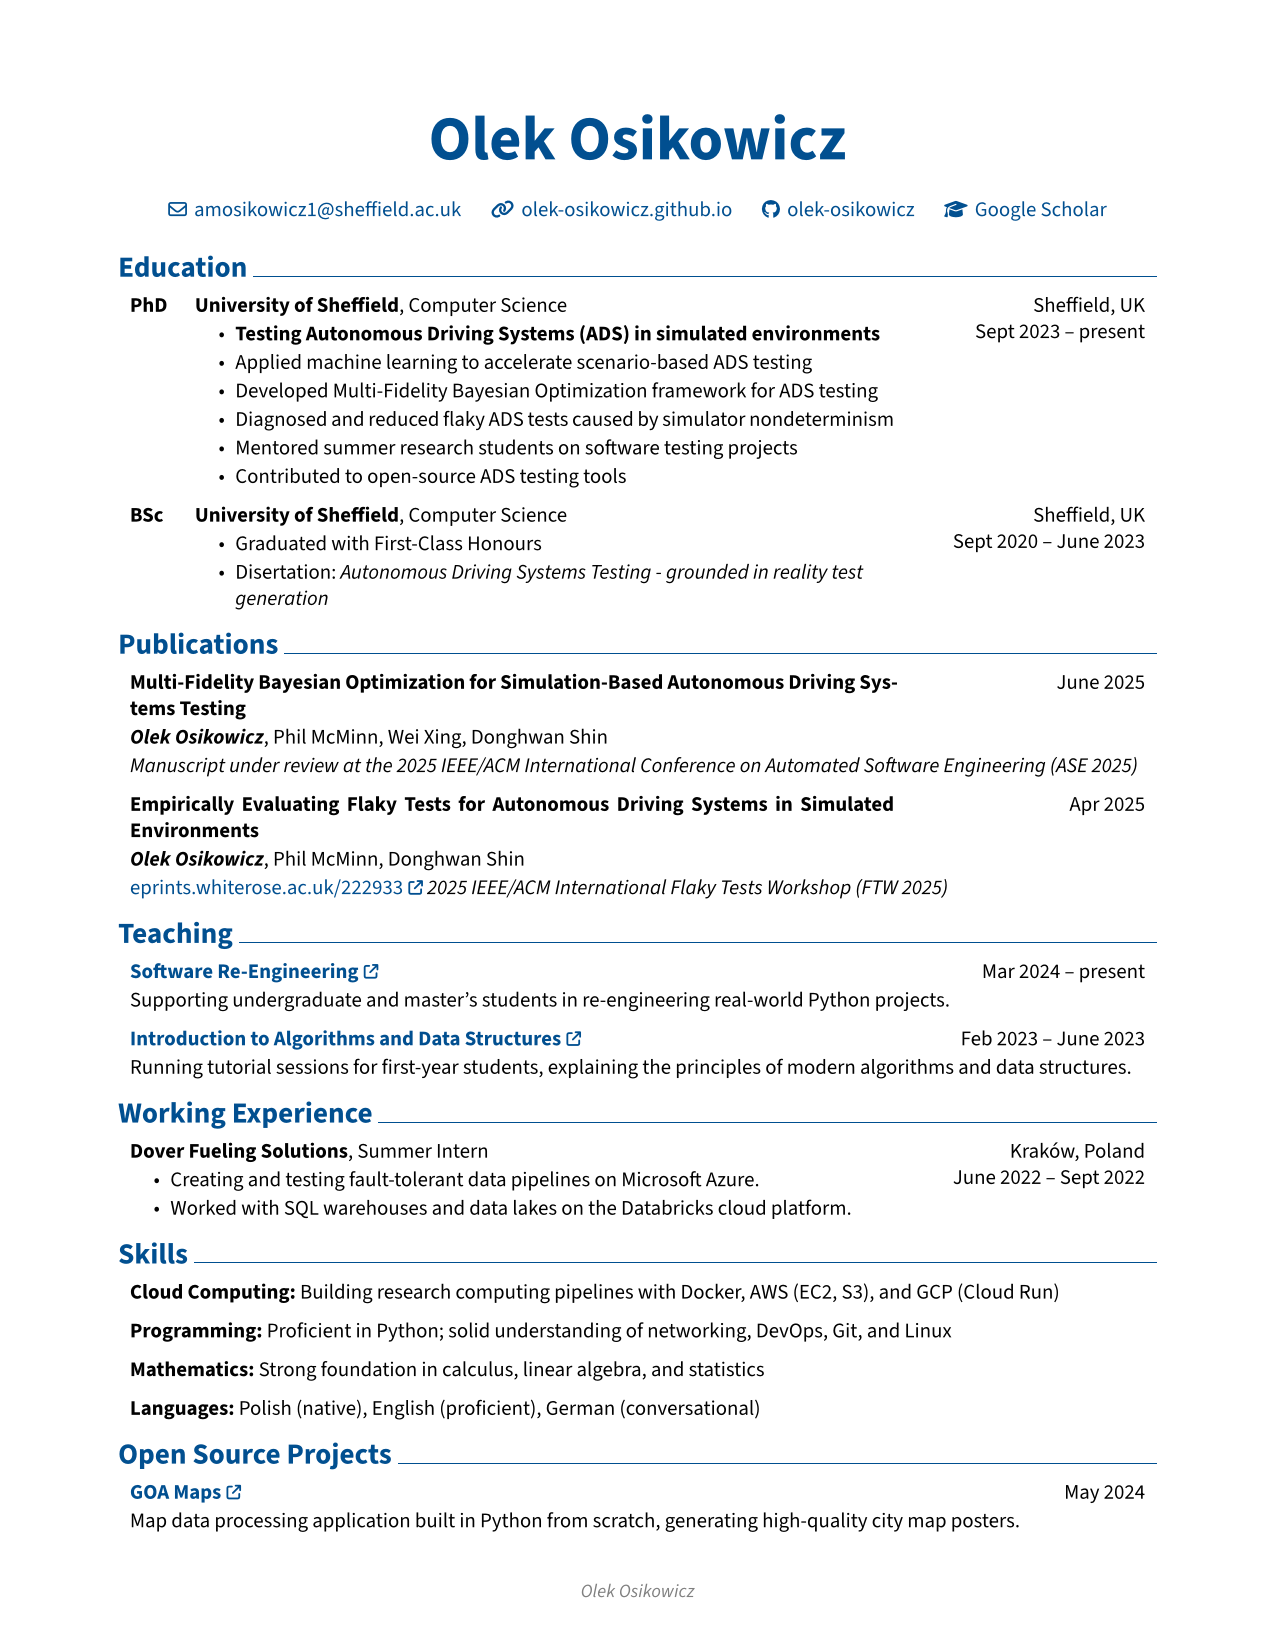 Olek Osikowicz
amosikowicz1@sheffield.ac.uk olek-osikowicz.github.io olek-osikowicz Google Scholar
Education
PhD University of Sheffield, Computer Science Sheffield, UK
• Testing Autonomous Driving Systems (ADS) in simulated environments Sept 2023 – present
• Applied machine learning to accelerate scenario-based ADS testing
• Developed Multi-Fidelity Bayesian Optimization framework for ADS testing
• Diagnosed and reduced flaky ADS tests caused by simulator nondeterminism
• Mentored summer research students on software testing projects
• Contributed to open-source ADS testing tools
BSc University of Sheffield, Computer Science Sheffield, UK
• Graduated with First-Class Honours Sept 2020 – June 2023
• Disertation: Autonomous Driving Systems Testing - grounded in reality test
generation
Publications
Multi-Fidelity Bayesian Optimization for Simulation-Based Autonomous Driving Sys- June 2025
tems Testing
Olek Osikowicz, Phil McMinn, Wei Xing, Donghwan Shin
Manuscript under review at the 2025 IEEE/ACM International Conference on Automated Software Engineering (ASE 2025)
Empirically Evaluating Flaky Tests for Autonomous Driving Systems in Simulated Apr 2025
Environments
Olek Osikowicz, Phil McMinn, Donghwan Shin
eprints.whiterose.ac.uk/222933 2025 IEEE/ACM International Flaky Tests Workshop (FTW 2025)
Teaching
Software Re-Engineering Mar 2024 – present
Supporting undergraduate and master’s students in re-engineering real-world Python projects.
Introduction to Algorithms and Data Structures Feb 2023 – June 2023
Running tutorial sessions for first-year students, explaining the principles of modern algorithms and data structures.
Working Experience
Dover Fueling Solutions, Summer Intern Kraków, Poland
• Creating and testing fault-tolerant data pipelines on Microsoft Azure. June 2022 – Sept 2022
• Worked with SQL warehouses and data lakes on the Databricks cloud platform.
Skills
Cloud Computing: Building research computing pipelines with Docker, AWS (EC2, S3), and GCP (Cloud Run)
Programming: Proficient in Python; solid understanding of networking, DevOps, Git, and Linux
Mathematics: Strong foundation in calculus, linear algebra, and statistics
Languages: Polish (native), English (proficient), German (conversational)
Open Source Projects
GOA Maps May 2024
Map data processing application built in Python from scratch, generating high-quality city map posters.
Olek Osikowicz